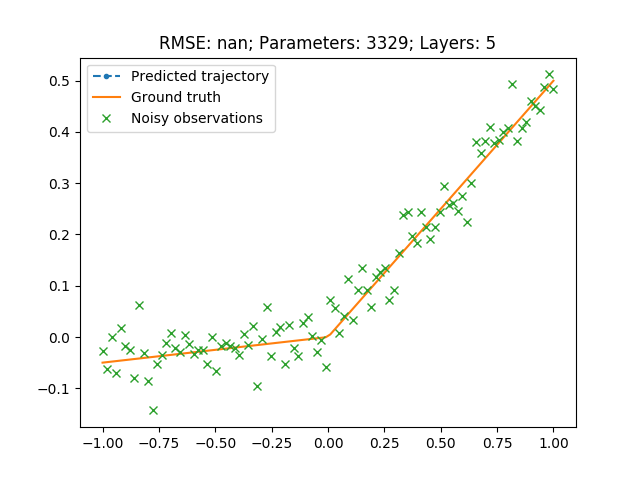 RMSE: nan; Parameters: 3329; Layers: 5
Predicted trajectory
Ground truth
Noisy observations
0.5
0.4
0.3
0.2
0.1
0.0
−0.1
−1.00 −0.75 −0.50 −0.25 0.00 0.25 0.50 0.75 1.00